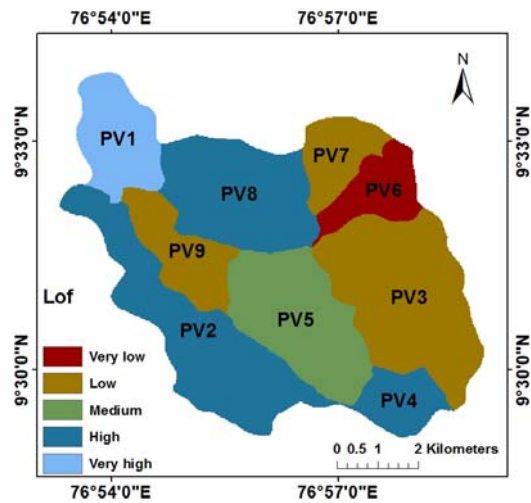 76°54'0"E 76°57'0"E
N
9°33'0"N 9°33'0"N
PV1
PV7
PV6
PV8
PV9
PV3
Lof
PV5
PV2
PV4
Very low
Low
Medium
High
Very high
9°30'0"N 9°30'0"N
0 0.5 1 2 Kilometers
76°54'0"E 76°57'0"E